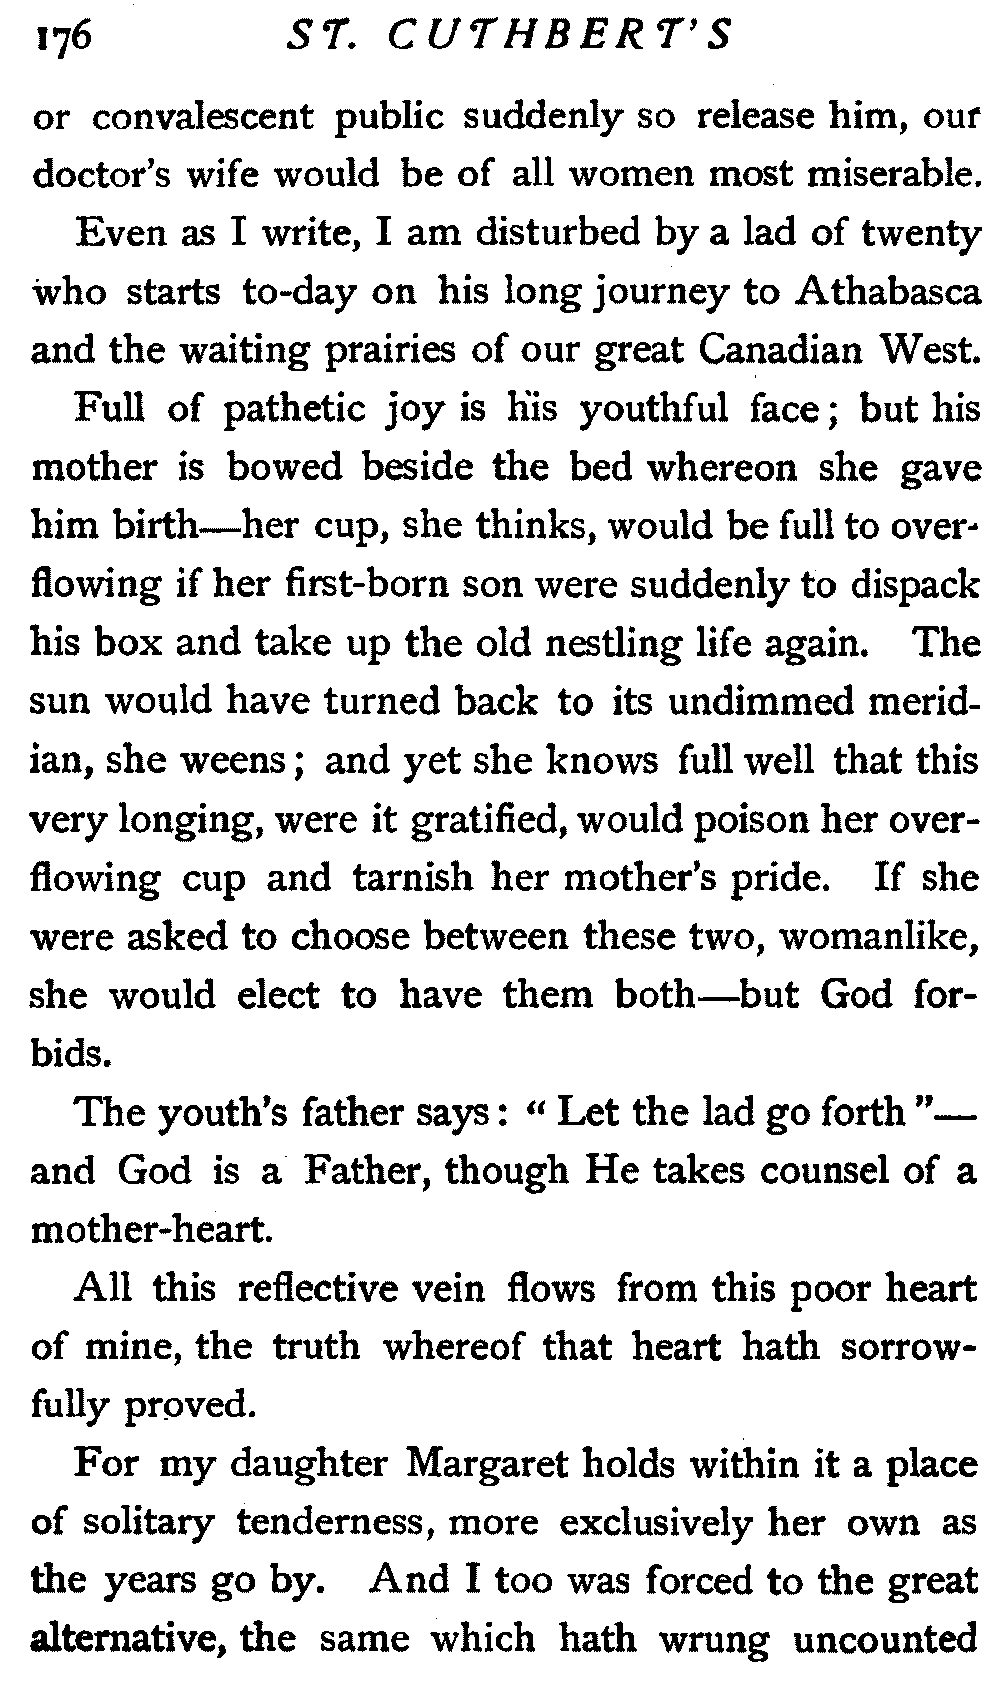 176 ST. CUTHBERT'S
or convalescent public suddenly so release him, our
doctor's wife would be of all women most miserable.
Even as I write, I am disturbed by a lad of twenty
who starts to-day on his long journey to Athabasca
and the waiting prairies of our great Canadian West.
Full of pathetic joy is his youthful face; but his
mother is bowed beside the bed whereon she gave
him birth—her cup, she thinks, would be full to over-
flowing if her first-born son were suddenly to dispack
his box and take up the old nestling life again. The
sun would have turned back to its undimmed merid-
ian, she weens; and yet she knows full well that this
very longing, were it gratified, would poison her over-
flowing cup and tarnish her mother's pride. If she
were asked to choose between these two, womanlike,
she would elect to have them both—but God for-
bids.
The youth's father says: "Let the lad go forth"—
and God is a Father, though He takes counsel of a
mother-heart.
All this reflective vein flows from this poor heart
of mine, the truth whereof that heart hath sorrow-
fully proved.
For my daughter Margaret holds within it a place
of solitary tenderness, more exclusively her own as
the years go by. And I too was forced to the great
alternative, the same which hath wrung uncounted